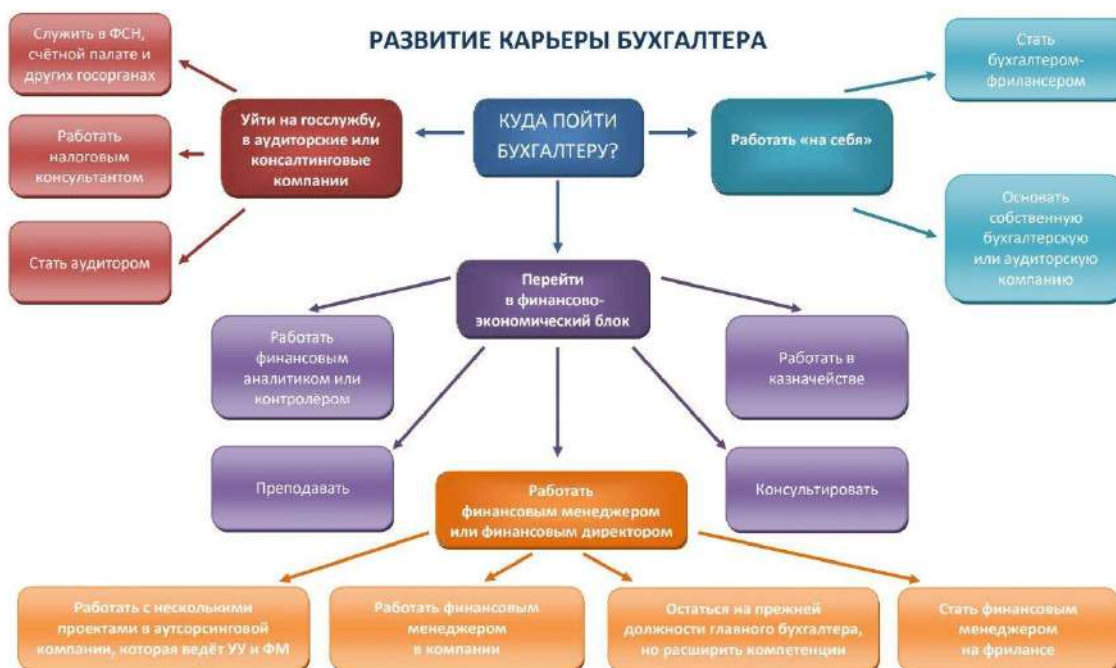 РАЗВИТИЕ КАРЬЕРЫ БУХГАЛТЕРА
Служить в ФСН,
счётной палате и
других госорганах
Работать
налоговым
консультантом
Стать аудитором
Уйти на госслужбу,
в аудиторские или
консалтинговые
компании
КУДА ПОЙТИ
БУХГАЛТЕРУ?
Работать «на себя»
Стать
бухгалтером-
фрилансером
Основать
собственную
бухгалтерскую
или аудиторскую
компанию
Перейти
в финансово-
экономический блок
Работать
финансовым
аналитиком или
контролёром
Работать в
казначействе
Преподавать
Консультировать
Работать
финансовым менеджером
или финансовым директором
Работать с несколькими
проектами в аутсорсинговой
компании, которая ведёт УУ и ФМ
Работать финансовым
менеджером
в компании
Остаться на прежней
должности главного бухгалтера,
но расширить компетенции
Стать финансовым
менеджером
на фрилансе